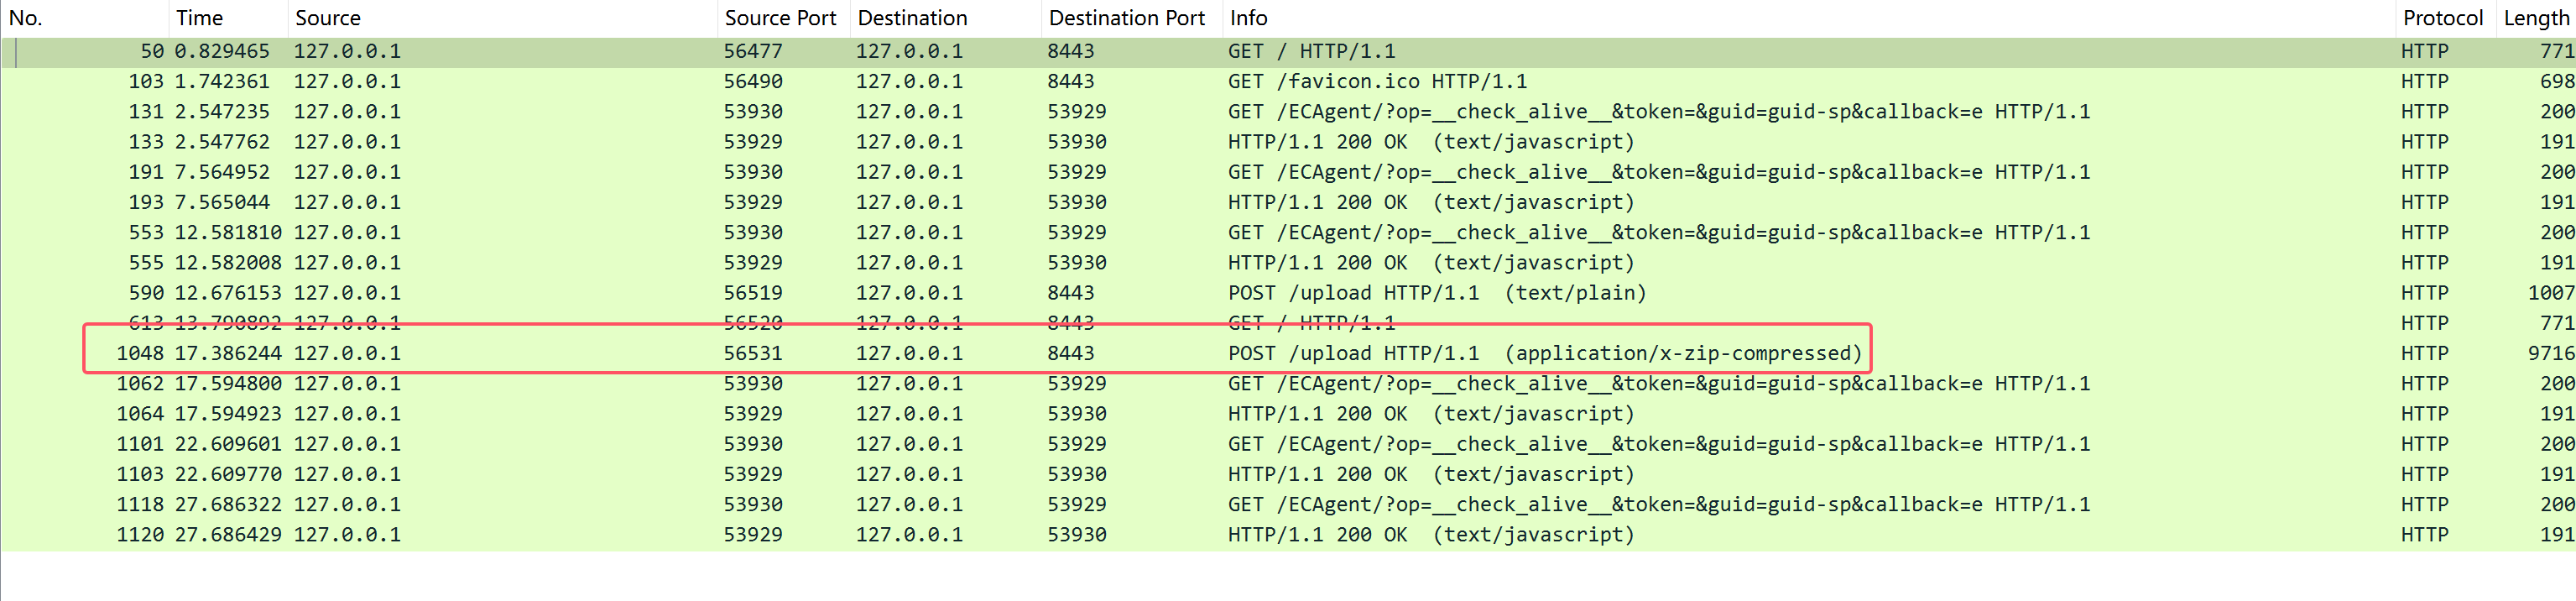 No. Time Source Source Port Destination Destination Port Info Protocol Length
50 0.829465 127.0.0.1 56477 127.0.0.1 8443 GET / HTTP/1.1 HTTP 771
103 1.742361 127.0.0.1 56490 127.0.0.1 8443 GET /favicon.ico HTTP/1.1 HTTP 698
131 2.547235 127.0.0.1 53930 127.0.0.1 53929 GET /ECAgent/?op=__check_alive__&token=&guid=guid-sp&callback=e HTTP/1.1 HTTP 200
133 2.547762 127.0.0.1 53929 127.0.0.1 53930 HTTP/1.1 200 OK (text/javascript) HTTP 191
191 7.564952 127.0.0.1 53930 127.0.0.1 53929 GET /ECAgent/?op=__check_alive__&token=&guid=guid-sp&callback=e HTTP/1.1 HTTP 200
193 7.565044 127.0.0.1 53929 127.0.0.1 53930 HTTP/1.1 200 OK (text/javascript) HTTP 191
553 12.581810 127.0.0.1 53930 127.0.0.1 53929 GET /ECAgent/?op=__check_alive__&token=&guid=guid-sp&callback=e HTTP/1.1 HTTP 200
555 12.582008 127.0.0.1 53929 127.0.0.1 53930 HTTP/1.1 200 OK (text/javascript) HTTP 191
590 12.676153 127.0.0.1 56519 127.0.0.1 8443 POST /upload HTTP/1.1 (text/plain) HTTP 1007
613 13.790892 127.0.0.1 56520 127.0.0.1 8443 GET / HTTP/1.1 HTTP 771
1048 17.386244 127.0.0.1 56531 127.0.0.1 8443 POST /upload HTTP/1.1 (application/x-zip-compressed) HTTP 9716
1062 17.594800 127.0.0.1 53930 127.0.0.1 53929 GET /ECAgent/?op=__check_alive__&token=&guid=guid-sp&callback=e HTTP/1.1 HTTP 200
1064 17.594923 127.0.0.1 53929 127.0.0.1 53930 HTTP/1.1 200 OK (text/javascript) HTTP 191
1101 22.609601 127.0.0.1 53930 127.0.0.1 53929 GET /ECAgent/?op=__check_alive__&token=&guid=guid-sp&callback=e HTTP/1.1 HTTP 200
1103 22.609770 127.0.0.1 53929 127.0.0.1 53930 HTTP/1.1 200 OK (text/javascript) HTTP 191
1118 27.686322 127.0.0.1 53930 127.0.0.1 53929 GET /ECAgent/?op=__check_alive__&token=&guid=guid-sp&callback=e HTTP/1.1 HTTP 200
1120 27.686429 127.0.0.1 53929 127.0.0.1 53930 HTTP/1.1 200 OK (text/javascript) HTTP 191